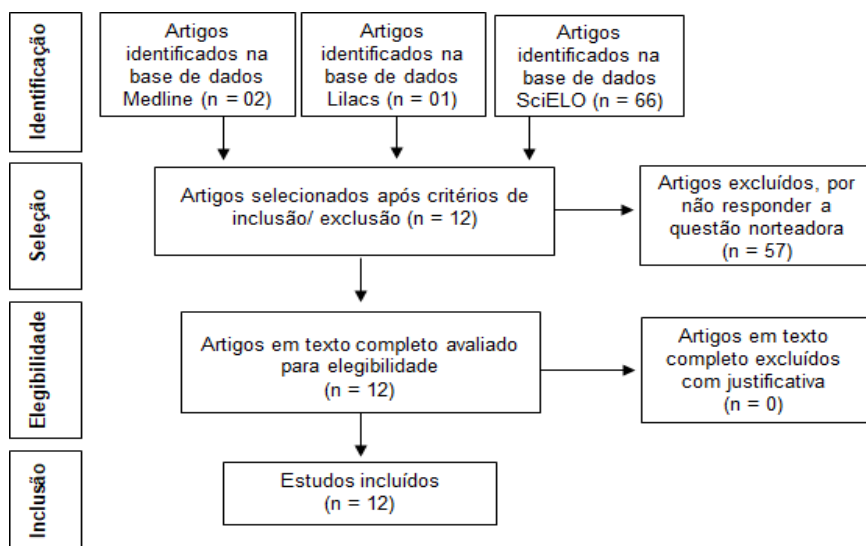 Identificação
Artigos
identificados na
base de dados
Medline (n = 02)
Artigos
identificados na
base de dados
Lilacs (n = 01)
Artigos
identificados na
base de dados
SciELO (n = 66)
Seleção
Artigos selecionados após critérios de
inclusão/ exclusão (n = 12)
Artigos excluídos, por
não responder a
questão norteadora
(n = 57)
Elegibilidade
Artigos em texto completo avaliado
para elegibilidade
(n = 12)
Artigos em texto
completo excluídos
com justificativa
(n = 0)
Inclusão
Estudos incluídos
(n = 12)